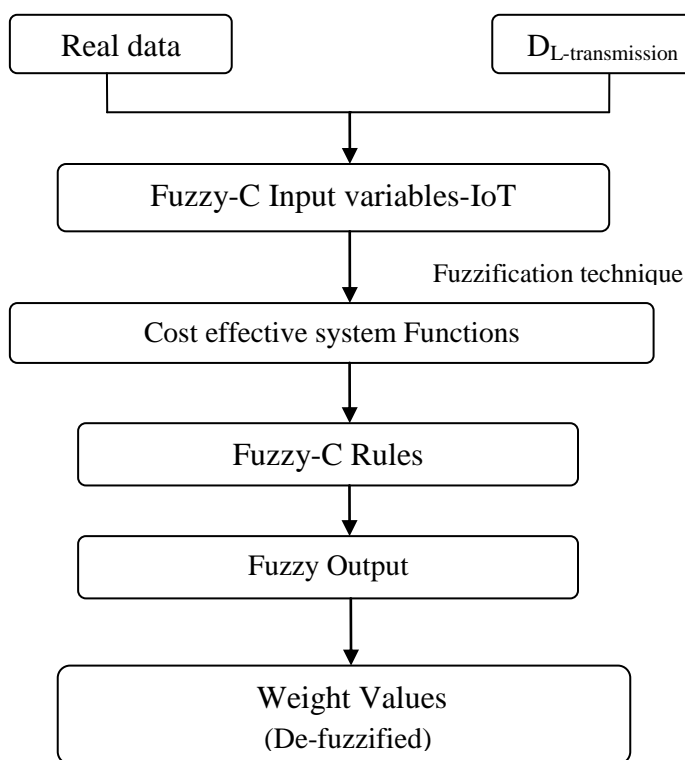 Real data
D_L-transmission
Fuzzy-C Input variables-IoT
Fuzzification technique
Cost effective system Functions
Fuzzy-C Rules
Fuzzy Output
Weight Values
(De-fuzzified)